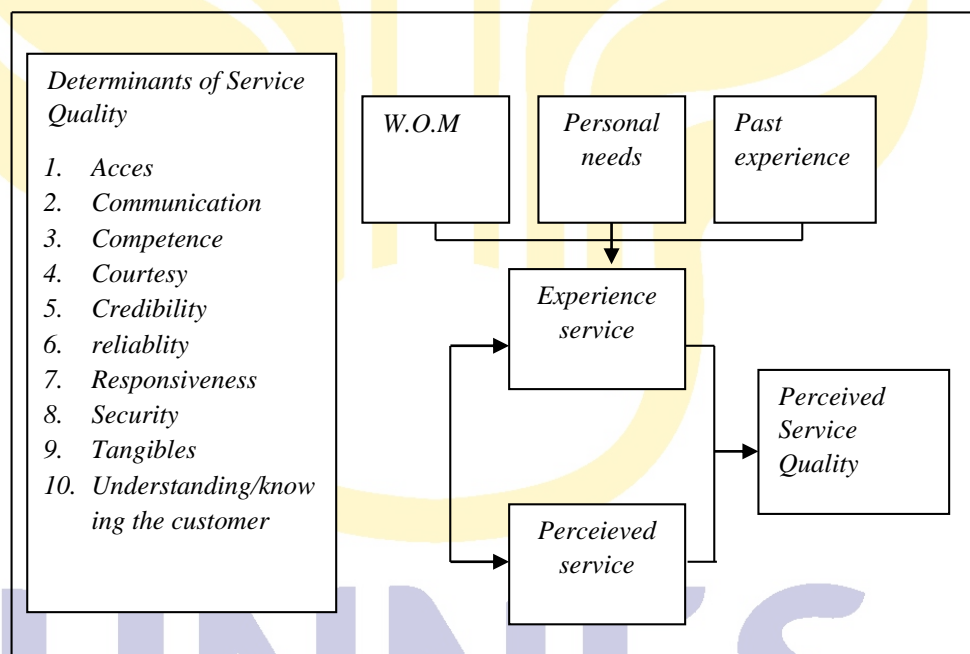 Determinants of Service
Quality
1. Acces
2. Communication
3. Competence
4. Courtesy
5. Credibility
6. reliablity
7. Responsiveness
8. Security
9. Tangibles
10. Understanding/know
ing the customer
W.O.M
Personal
needs
Past
experience
Experience
service
Perceieved
service
Perceived
Service
Quality
UNNES